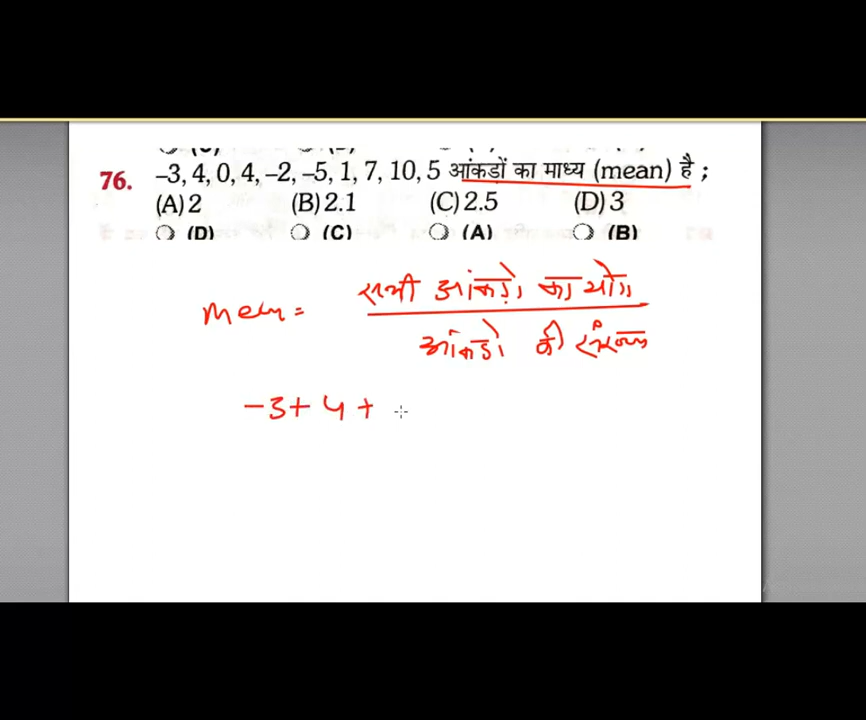 76. –3, 4, 0, 4, –2, –5, 1, 7, 10, 5 आंकडों का माध्य (mean) है ;
(A) 2 (B) 2.1 (C) 2.5 (D) 3
(D) (C) (A) (B)
सभी आंकड़ो का योग
Mean =
आंकडो की संख्या
-3 + 4 +